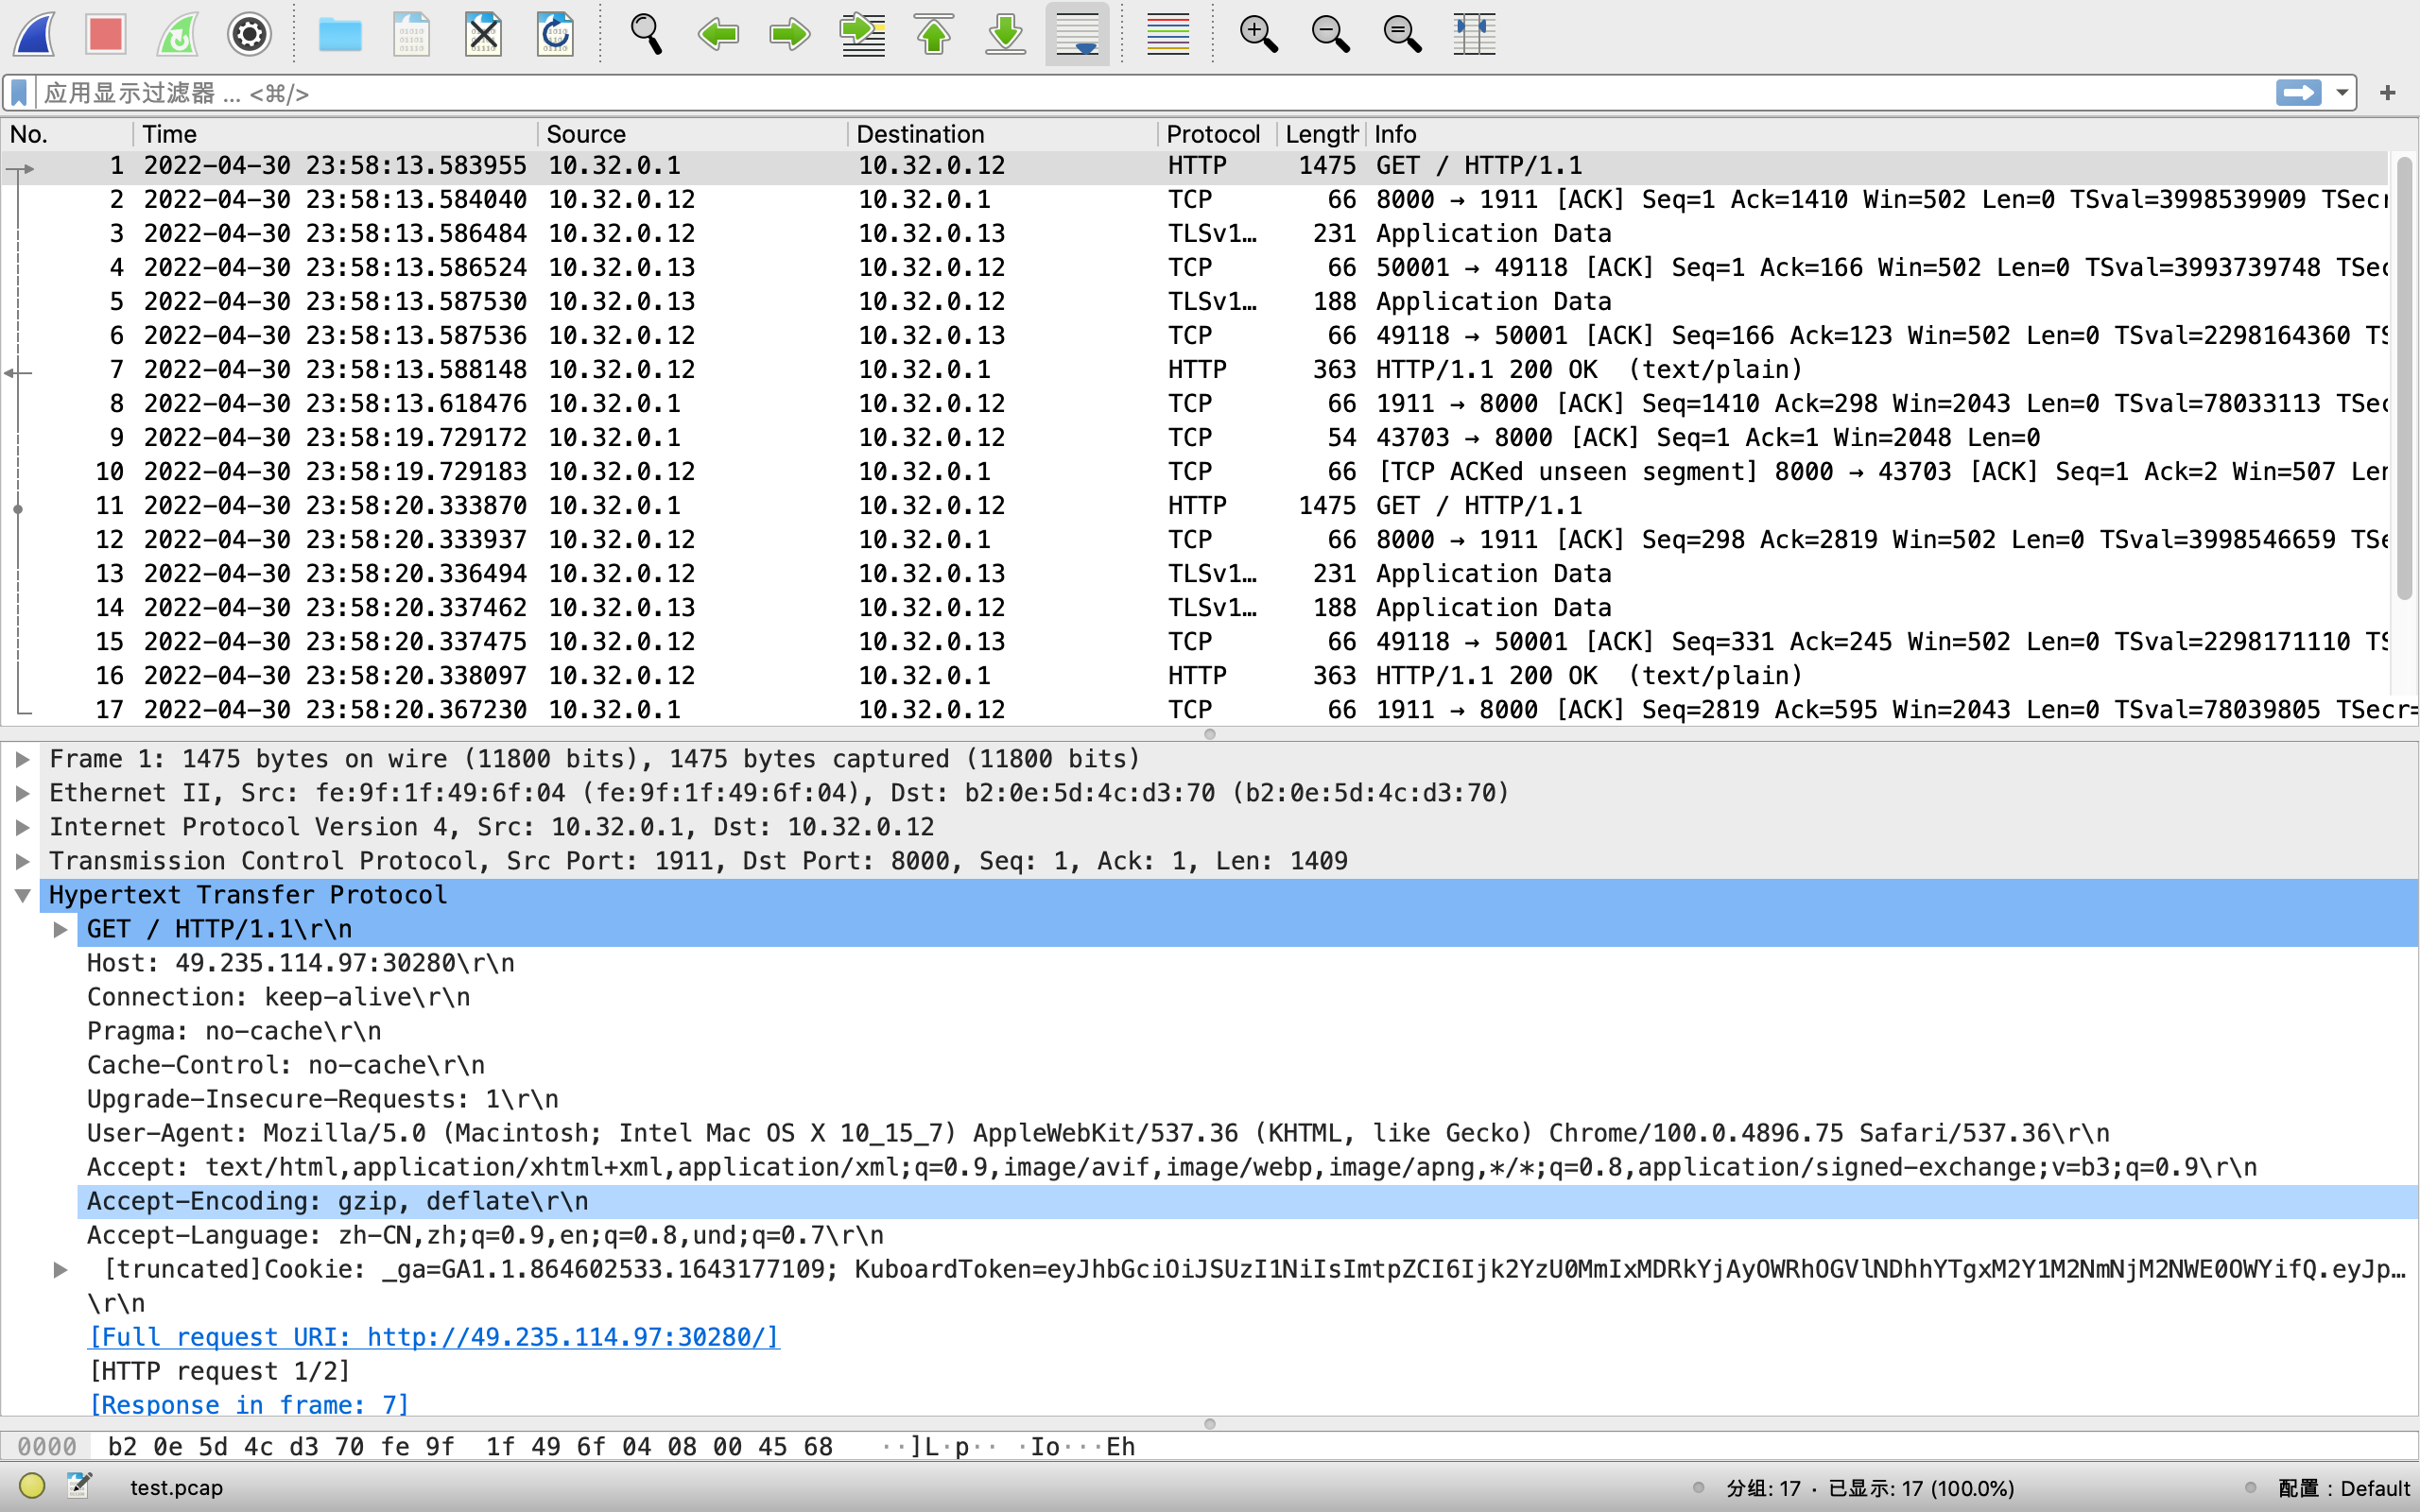 应用显示过滤器 ... <⌘/>
No. Time Source Destination Protocol Length Info
1 2022-04-30 23:58:13.583955 10.32.0.1 10.32.0.12 HTTP 1475 GET / HTTP/1.1
2 2022-04-30 23:58:13.584040 10.32.0.12 10.32.0.1 TCP 66 8000 → 1911 [ACK] Seq=1 Ack=1410 Win=502 Len=0 TSval=3998539909 TSecr
3 2022-04-30 23:58:13.586484 10.32.0.12 10.32.0.13 TLSv1… 231 Application Data
4 2022-04-30 23:58:13.586524 10.32.0.13 10.32.0.12 TCP 66 50001 → 49118 [ACK] Seq=1 Ack=166 Win=502 Len=0 TSval=3993739748 TSec
5 2022-04-30 23:58:13.587530 10.32.0.13 10.32.0.12 TLSv1… 188 Application Data
6 2022-04-30 23:58:13.587536 10.32.0.12 10.32.0.13 TCP 66 49118 → 50001 [ACK] Seq=166 Ack=123 Win=502 Len=0 TSval=2298164360 TS
7 2022-04-30 23:58:13.588148 10.32.0.12 10.32.0.1 HTTP 363 HTTP/1.1 200 OK (text/plain)
8 2022-04-30 23:58:13.618476 10.32.0.1 10.32.0.12 TCP 66 1911 → 8000 [ACK] Seq=1410 Ack=298 Win=2043 Len=0 TSval=78033113 TSec
9 2022-04-30 23:58:19.729172 10.32.0.1 10.32.0.12 TCP 54 43703 → 8000 [ACK] Seq=1 Ack=1 Win=2048 Len=0
10 2022-04-30 23:58:19.729183 10.32.0.12 10.32.0.1 TCP 66 [TCP ACKed unseen segment] 8000 → 43703 [ACK] Seq=1 Ack=2 Win=507 Len
11 2022-04-30 23:58:20.333870 10.32.0.1 10.32.0.12 HTTP 1475 GET / HTTP/1.1
12 2022-04-30 23:58:20.333937 10.32.0.12 10.32.0.1 TCP 66 8000 → 1911 [ACK] Seq=298 Ack=2819 Win=502 Len=0 TSval=3998546659 TSe
13 2022-04-30 23:58:20.336494 10.32.0.12 10.32.0.13 TLSv1… 231 Application Data
14 2022-04-30 23:58:20.337462 10.32.0.13 10.32.0.12 TLSv1… 188 Application Data
15 2022-04-30 23:58:20.337475 10.32.0.12 10.32.0.13 TCP 66 49118 → 50001 [ACK] Seq=331 Ack=245 Win=502 Len=0 TSval=2298171110 TS
16 2022-04-30 23:58:20.338097 10.32.0.12 10.32.0.1 HTTP 363 HTTP/1.1 200 OK (text/plain)
17 2022-04-30 23:58:20.367230 10.32.0.1 10.32.0.12 TCP 66 1911 → 8000 [ACK] Seq=2819 Ack=595 Win=2043 Len=0 TSval=78039805 TSecr=
Frame 1: 1475 bytes on wire (11800 bits), 1475 bytes captured (11800 bits)
Ethernet II, Src: fe:9f:1f:49:6f:04 (fe:9f:1f:49:6f:04), Dst: b2:0e:5d:4c:d3:70 (b2:0e:5d:4c:d3:70)
Internet Protocol Version 4, Src: 10.32.0.1, Dst: 10.32.0.12
Transmission Control Protocol, Src Port: 1911, Dst Port: 8000, Seq: 1, Ack: 1, Len: 1409
Hypertext Transfer Protocol
GET / HTTP/1.1\r\n
Host: 49.235.114.97:30280\r\n
Connection: keep-alive\r\n
Pragma: no-cache\r\n
Cache-Control: no-cache\r\n
Upgrade-Insecure-Requests: 1\r\n
User-Agent: Mozilla/5.0 (Macintosh; Intel Mac OS X 10_15_7) AppleWebKit/537.36 (KHTML, like Gecko) Chrome/100.0.4896.75 Safari/537.36\r\n
Accept: text/html,application/xhtml+xml,application/xml;q=0.9,image/avif,image/webp,image/apng,*/*;q=0.8,application/signed-exchange;v=b3;q=0.9\r\n
Accept-Encoding: gzip, deflate\r\n
Accept-Language: zh-CN,zh;q=0.9,en;q=0.8,und;q=0.7\r\n
[truncated]Cookie: _ga=GA1.1.864602533.1643177109; KuboardToken=eyJhbGciOiJSUzI1NiIsImtpZCI6Ijk2YzU0MmIxMDRkYjAyOWRhOGVlNDhhYTgxM2Y1M2NmNjM2NWE0OWYifQ.eyJp…
\r\n
[Full request URI: http://49.235.114.97:30280/]
[HTTP request 1/2]
[Response in frame: 7]
0000 b2 0e 5d 4c d3 70 fe 9f 1f 49 6f 04 08 00 45 68 ··]L·p·· ·Io···Eh
test.pcap 分组: 17 · 已显示: 17 (100.0%) 配置：Default